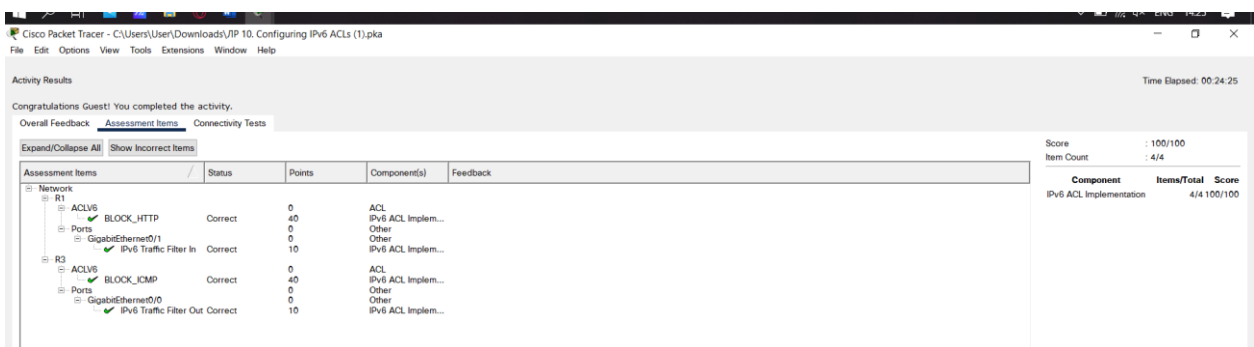 ENG 14:25
Cisco Packet Tracer - C:\Users\User\Downloads\ЛР 10. Configuring IPv6 ACLs (1).pka
File Edit Options View Tools Extensions Window Help
Activity Results
Time Elapsed: 00:24:25
Congratulations Guest! You completed the activity.
Overall Feedback Assessment Items Connectivity Tests
Expand/Collapse All Show Incorrect Items
Assessment Items Status Points Component(s) Feedback
Network
R1
ACLV6 0 ACL
BLOCK_HTTP Correct 40 IPv6 ACL Implem...
Ports 0 Other
GigabitEthernet0/1 0 Other
IPv6 Traffic Filter In Correct 10 IPv6 ACL Implem...
R3
ACLV6 0 ACL
BLOCK_ICMP Correct 40 IPv6 ACL Implem...
Ports 0 Other
GigabitEthernet0/0 0 Other
IPv6 Traffic Filter Out Correct 10 IPv6 ACL Implem...
Score : 100/100
Item Count : 4/4
Component Items/Total Score
IPv6 ACL Implementation 4/4 100/100